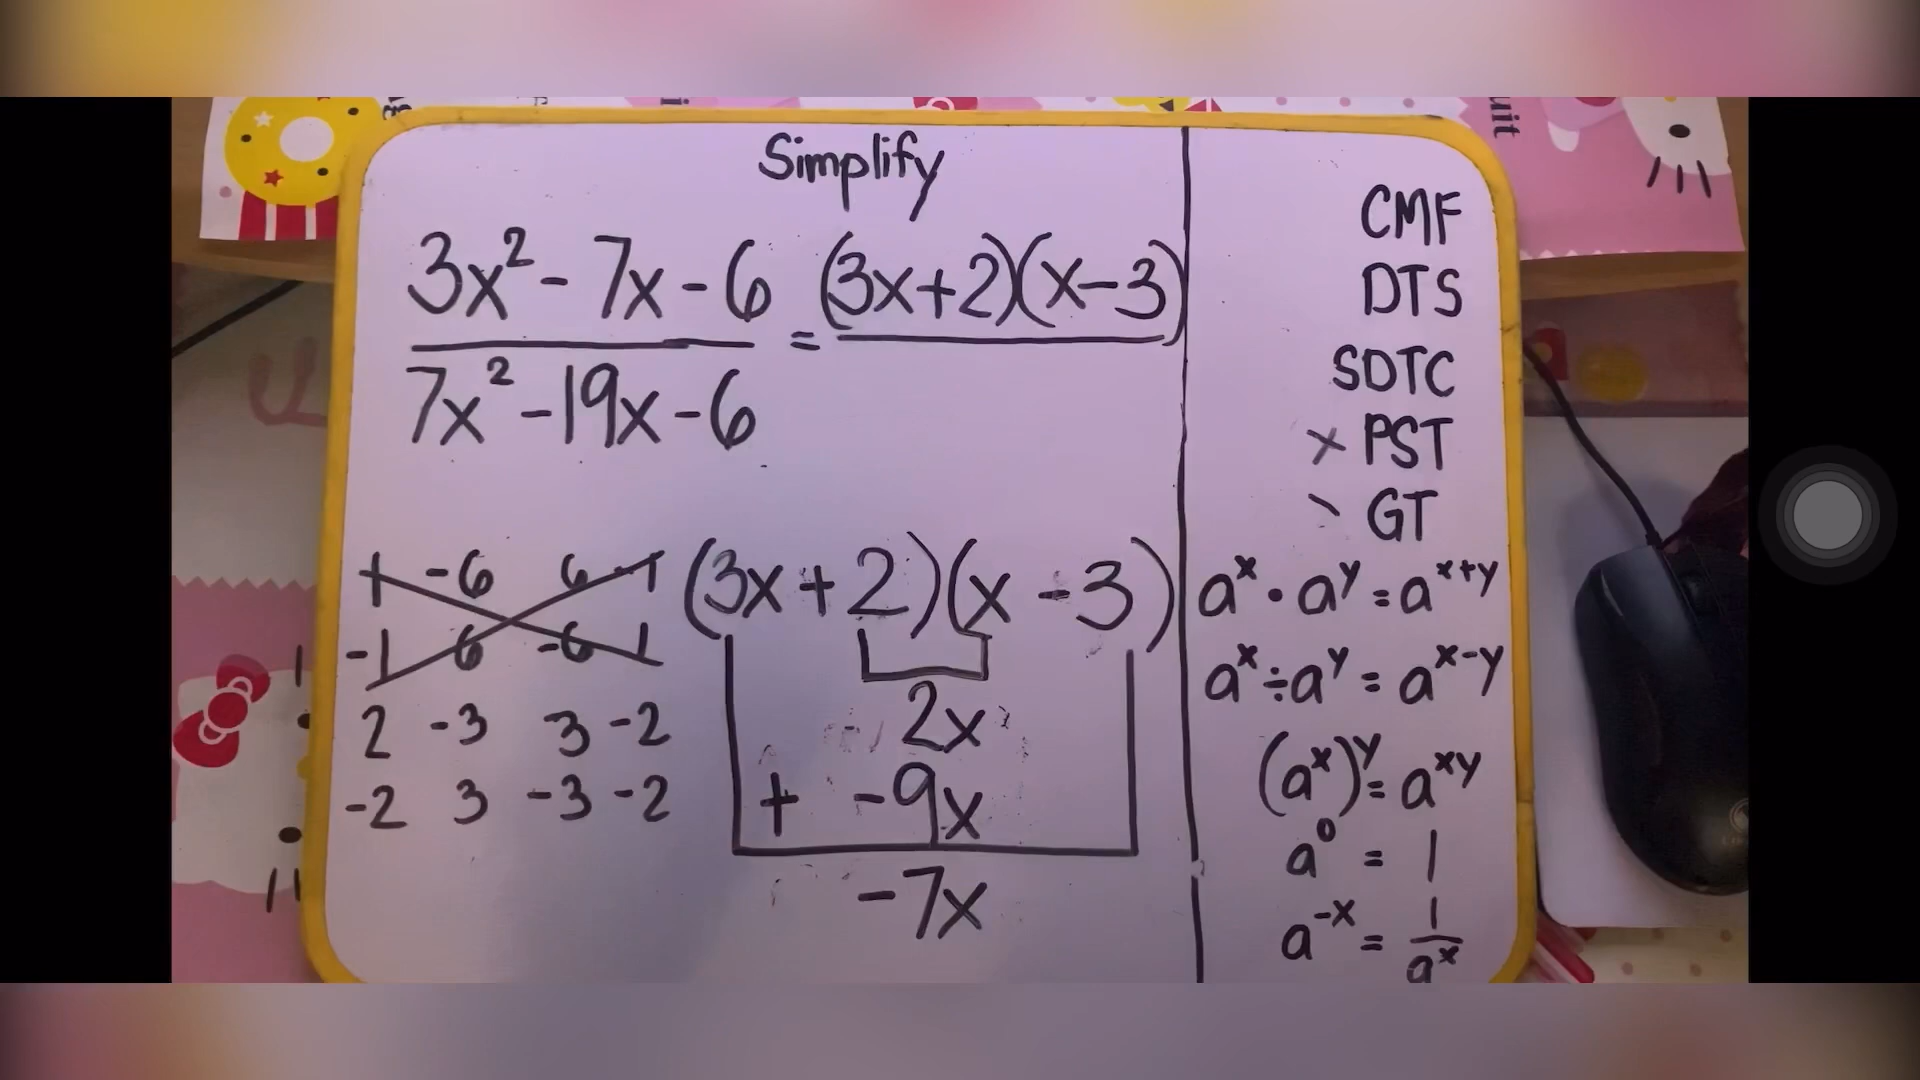 Simplify
3x² - 7x - 6 = (3x+2)(x-3)
7x² - 19x - 6
1 -6 6 -1
-1 6 -6 1
2 -3 3 -2
-2 3 -3 -2
(3x + 2)(x - 3)
2x
+ -9x
-7x
CMF
DTS
SDTC
x PST
\ GT
aˣ · aʸ = aˣ⁺ʸ
aˣ ÷ aʸ = aˣ⁻ʸ
(aˣ)ʸ = aˣʸ
a⁰ = 1
a⁻ˣ = 1/aˣ
uit